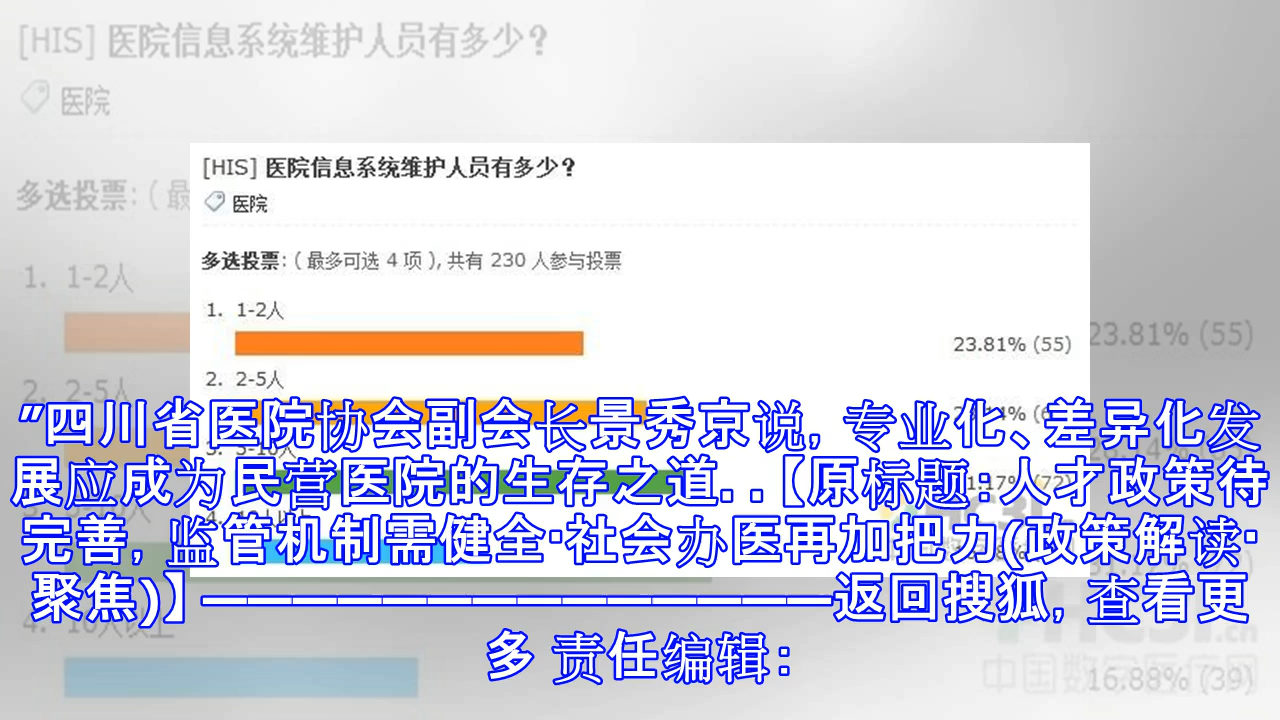 [HIS] 医院信息系统维护人员有多少？
医院
多选投票：（最
1. 1-2人
23.81% (55)
2. 2-5人
4. 10人以上
16.88% (39)
[HIS] 医院信息系统维护人员有多少？
医院
多选投票：（ 最多可选 4 项 ），共有 230 人参与投票
1. 1-2人
23.81% (55)
2. 2-5人
"四川省医院协会副会长景秀京说，专业化、差异化发
展应成为民营医院的生存之道. .【原标题：人才政策待
完善，监管机制需健全·社会办医再加把力(政策解读·
聚焦)】——————————————返回搜狐，查看更
多 责任编辑：